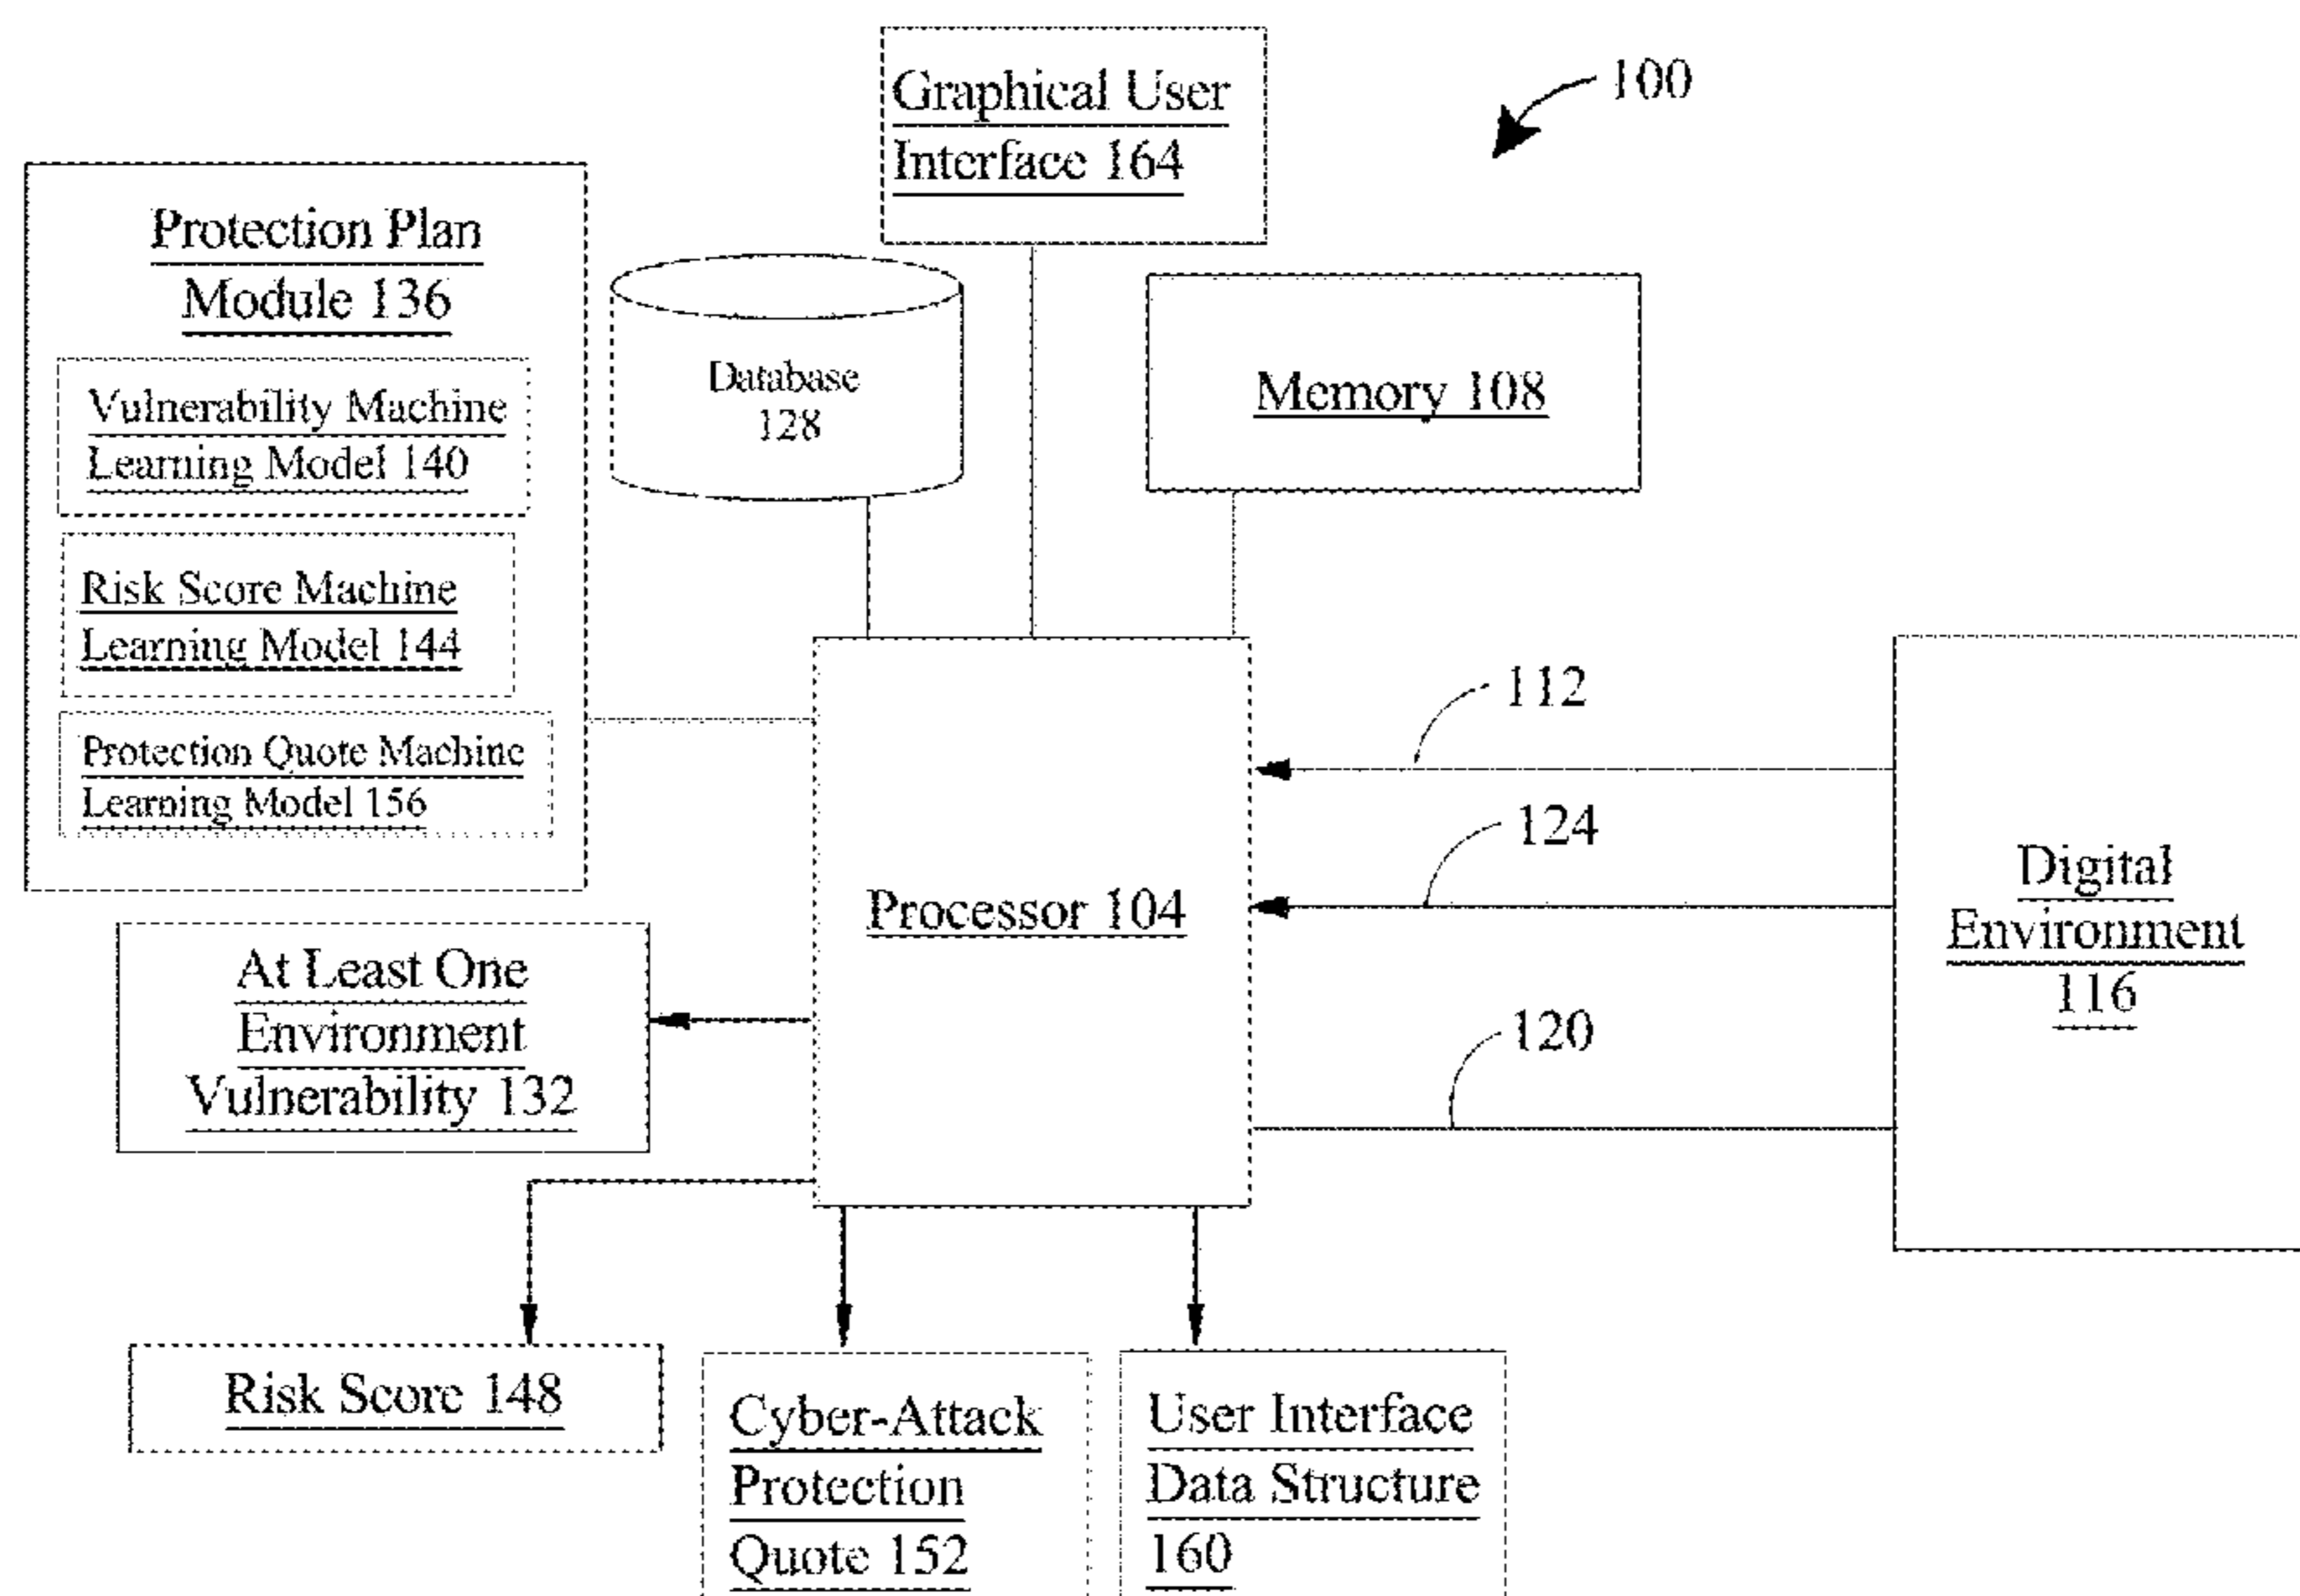 Graphical User
Interface 164
100
Protection Plan
Module 136
Vulnerability Machine
Learning Model 140
Risk Score Machine
Learning Model 144
Protection Quote Machine
Learning Model 156
Database
128
Memory 108
112
124
120
Processor 104
Digital
Environment
116
At Least One
Environment
Vulnerability 132
Risk Score 148
Cyber-Attack
Protection
Quote 152
User Interface
Data Structure
160